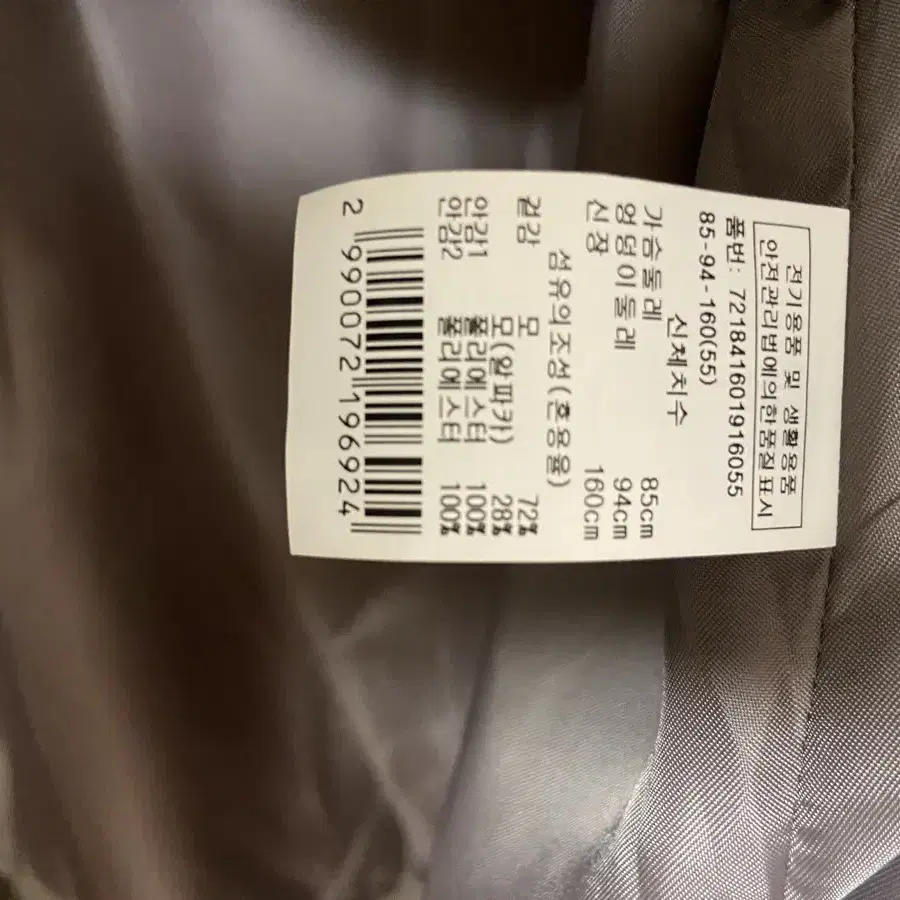 전기용품 및 생활용품
안전관리법에의한품질표시
품번: 721841601916055
85-94-160(55)
신체치수
가슴둘레 85cm
엉덩이둘레 94cm
신장 160cm
섬유의조성(혼용율)
겉감 모 72%
모(알파카) 28%
안감1 폴리에스터 100%
안감2 폴리에스터 100%
2 990072 196924